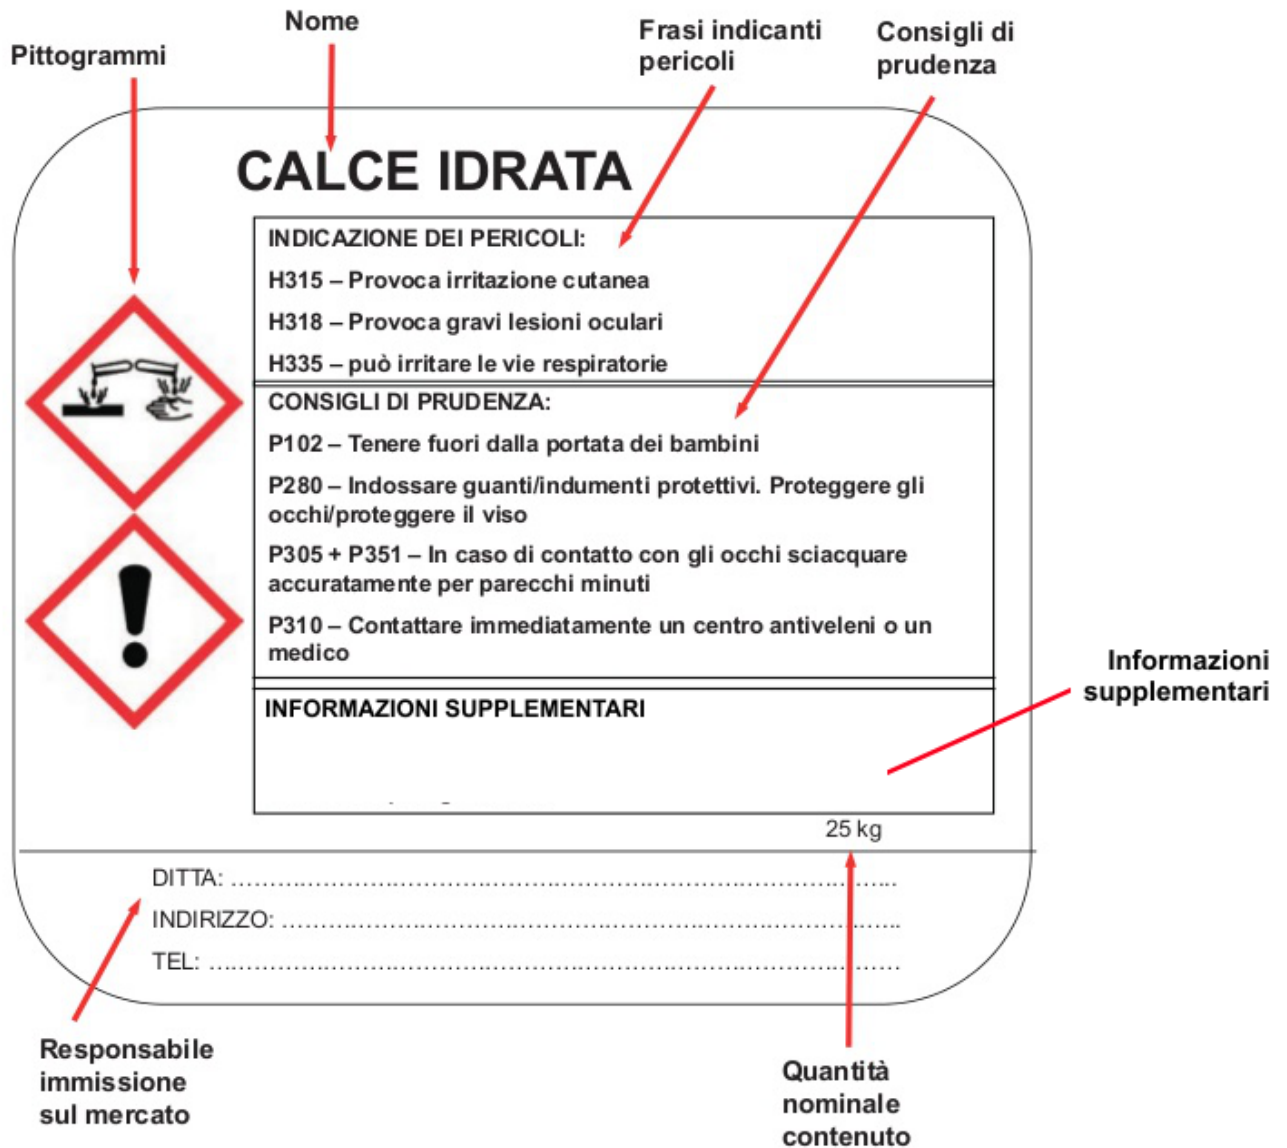 Nome
Pittogrammi
Frasi indicanti
pericoli
Consigli di
prudenza
CALCE IDRATA
INDICAZIONE DEI PERICOLI:
H315 – Provoca irritazione cutanea
H318 – Provoca gravi lesioni oculari
H335 – può irritare le vie respiratorie
CONSIGLI DI PRUDENZA:
P102 – Tenere fuori dalla portata dei bambini
P280 – Indossare guanti/indumenti protettivi. Proteggere gli
occhi/proteggere il viso
P305 + P351 – In caso di contatto con gli occhi sciacquare
accuratamente per parecchi minuti
P310 – Contattare immediatamente un centro antiveleni o un
medico
Informazioni
supplementari
INFORMAZIONI SUPPLEMENTARI
25 kg
DITTA: ……………………………………………………………………..
INDIRIZZO: …………………………………………………………………
TEL: …………………………………………………………………………
Responsabile
immissione
sul mercato
Quantità
nominale
contenuto